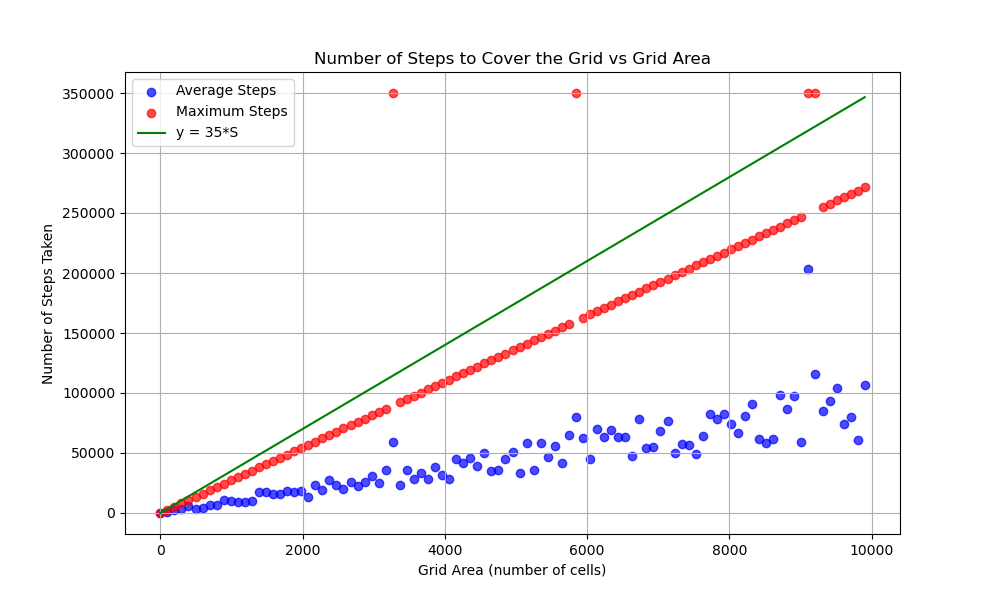 Number of Steps to Cover the Grid vs Grid Area
Average Steps
Maximum Steps
y = 35*S
350000
300000
250000
200000
150000
100000
50000
0
Number of Steps Taken
0 2000 4000 6000 8000 10000
Grid Area (number of cells)